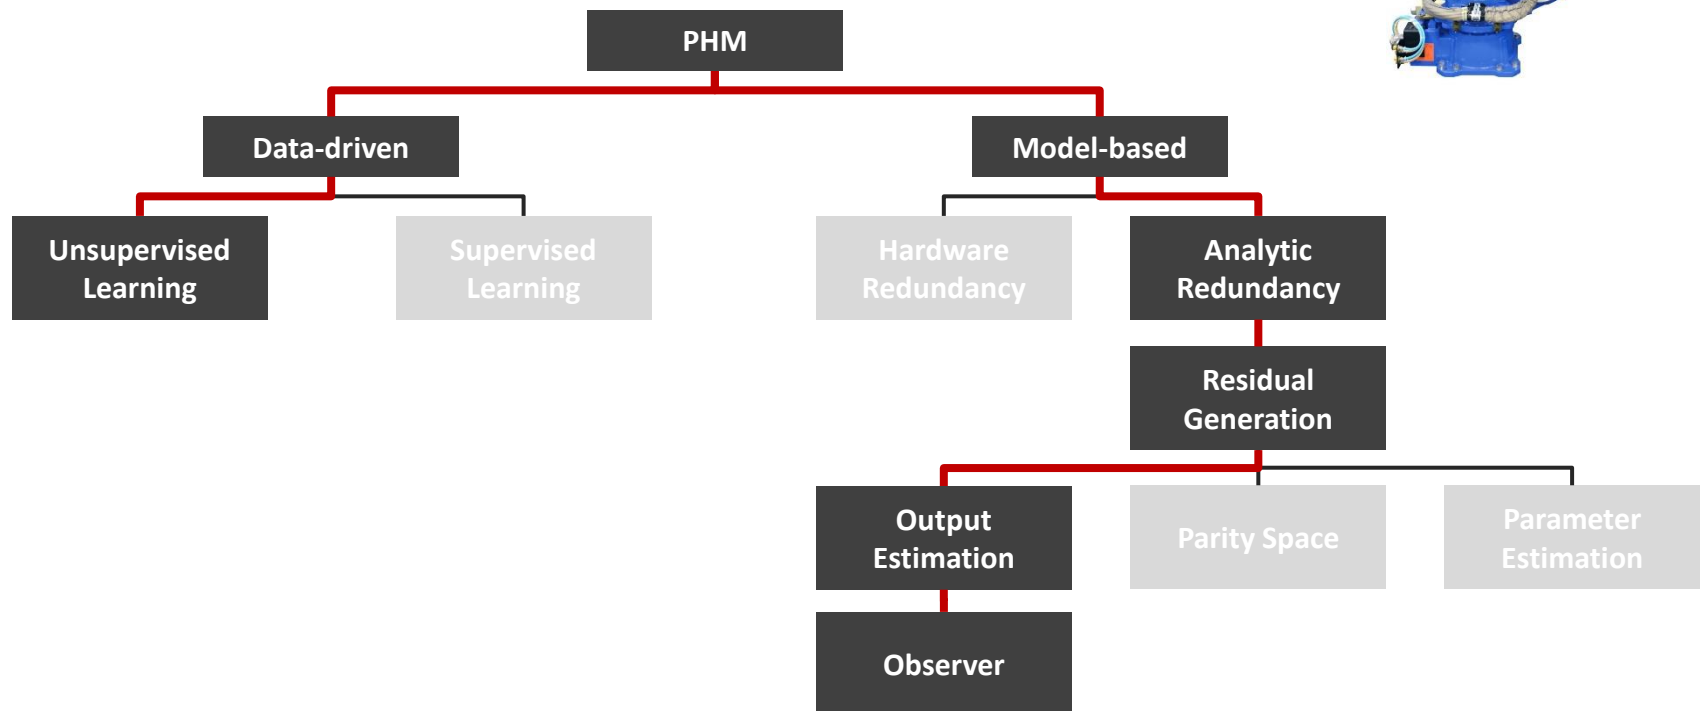 PHM
Data-driven
Model-based
Unsupervised
Learning
Supervised
Learning
Hardware
Redundancy
Analytic
Redundancy
Residual
Generation
Output
Estimation
Parity Space
Parameter
Estimation
Observer